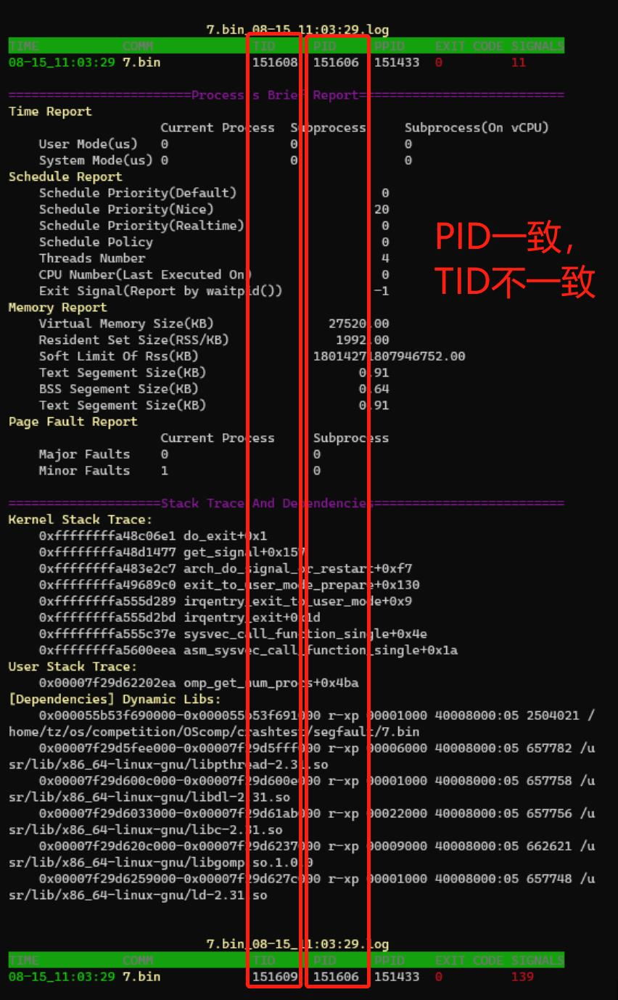 7.bin_08-15_11:03:29.log
TIME COMM TID PID PPID EXIT CODE SIGNALS
08-15_11:03:29 7.bin 151608 151606 151433 0 11
========================Process's Brief Report===========================
Time Report
Current Process Subprocess Subprocess(On vCPU)
User Mode(us) 0 0 0
System Mode(us) 0 0 0
Schedule Report
Schedule Priority(Default) 0
Schedule Priority(Nice) 20
Schedule Priority(Realtime) 0
Schedule Policy 0
Threads Number 4
CPU Number(Last Executed On) 0
Exit Signal(Report by waitpid()) -1
PID一致，
TID不一致
Memory Report
Virtual Memory Size(KB) 27520.00
Resident Set Size(RSS/KB) 1992.00
Soft Limit Of Rss(KB) 18014271807946752.00
Text Segement Size(KB) 0.91
BSS Segement Size(KB) 0.64
Text Segement Size(KB) 0.91
Page Fault Report
Current Process Subprocess
Major Faults 0 0
Minor Faults 1 0
====================Stack Trace And Dependencies=========================
Kernel Stack Trace:
0xffffffffa48c06e1 do_exit+0x1
0xffffffffa48d1477 get_signal+0x157
0xffffffffa483e2c7 arch_do_signal_or_restart+0xf7
0xffffffffa49689c0 exit_to_user_mode_prepare+0x130
0xffffffffa555d289 irqentry_exit_to_user_mode+0x9
0xffffffffa555d2bd irqentry_exit+0x1d
0xffffffffa555c37e sysvec_call_function_single+0x4e
0xffffffffa5600eea asm_sysvec_call_function_single+0x1a
User Stack Trace:
0x00007f29d62202ea omp_get_num_procs+0x4ba
[Dependencies] Dynamic Libs:
0x000055b53f690000-0x000055b53f691000 r-xp 00001000 40008000:05 2504021 /
home/tz/os/competition/OScomp/crashtest/segfault/7.bin
0x00007f29d5fee000-0x00007f29d5fff000 r-xp 00006000 40008000:05 657782 /u
sr/lib/x86_64-linux-gnu/libpthread-2.31.so
0x00007f29d600c000-0x00007f29d600e000 r-xp 00001000 40008000:05 657758 /u
sr/lib/x86_64-linux-gnu/libdl-2.31.so
0x00007f29d6033000-0x00007f29d61ab000 r-xp 00022000 40008000:05 657756 /u
sr/lib/x86_64-linux-gnu/libc-2.31.so
0x00007f29d620c000-0x00007f29d6237000 r-xp 00009000 40008000:05 662621 /u
sr/lib/x86_64-linux-gnu/libgomp.so.1.0.0
0x00007f29d6259000-0x00007f29d627c000 r-xp 00001000 40008000:05 657748 /u
sr/lib/x86_64-linux-gnu/ld-2.31.so
7.bin_08-15_11:03:29.log
TIME COMM TID PID PPID EXIT CODE SIGNALS
08-15_11:03:29 7.bin 151609 151606 151433 0 139